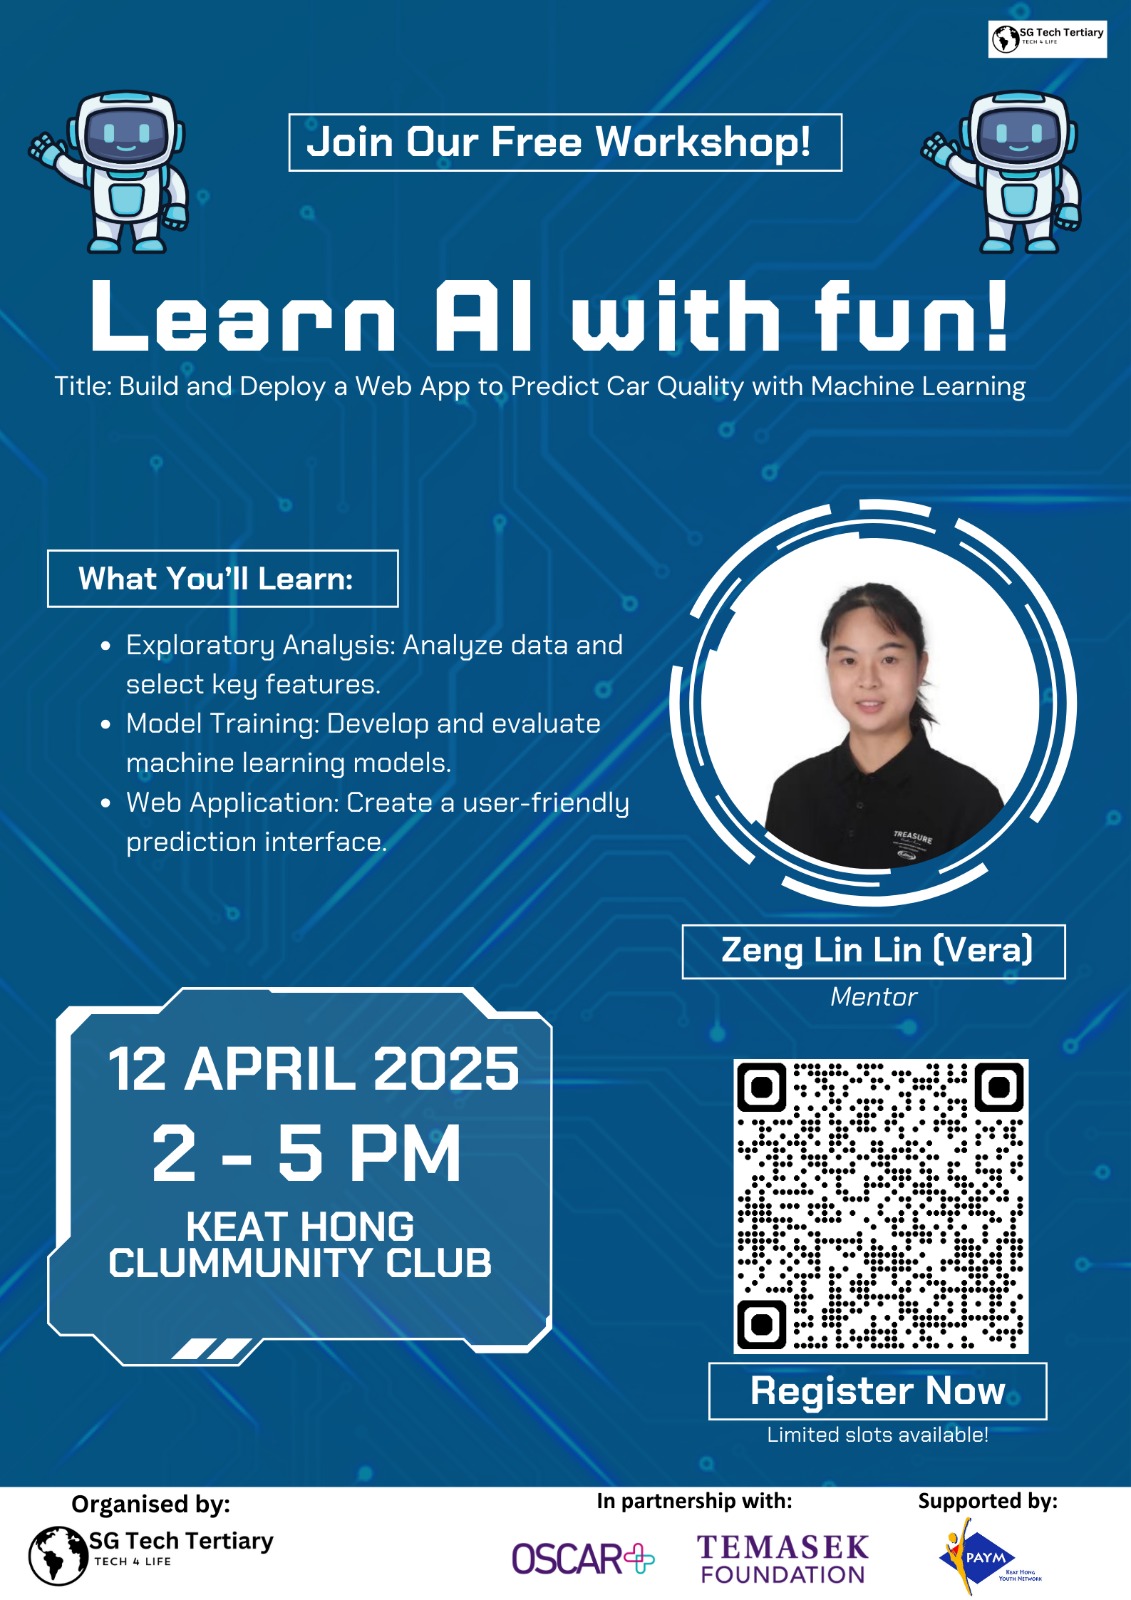 SG Tech Tertiary
TECH 4 LIFE
Join Our Free Workshop!
Learn AI with fun!
Title: Build and Deploy a Web App to Predict Car Quality with Machine Learning
What You'll Learn:
• Exploratory Analysis: Analyze data and
select key features.
• Model Training: Develop and evaluate
machine learning models.
• Web Application: Create a user-friendly
prediction interface.
TREASURE
Zeng Lin Lin (Vera)
Mentor
12 APRIL 2025
2 - 5 PM
KEAT HONG
CLUMMUNITY CLUB
Register Now
Limited slots available!
Organised by:
SG Tech Tertiary
TECH 4 LIFE
In partnership with:
OSCAR
TEMASEK
FOUNDATION
Supported by:
PAYM
KEAT HONG
YOUTH NETWORK